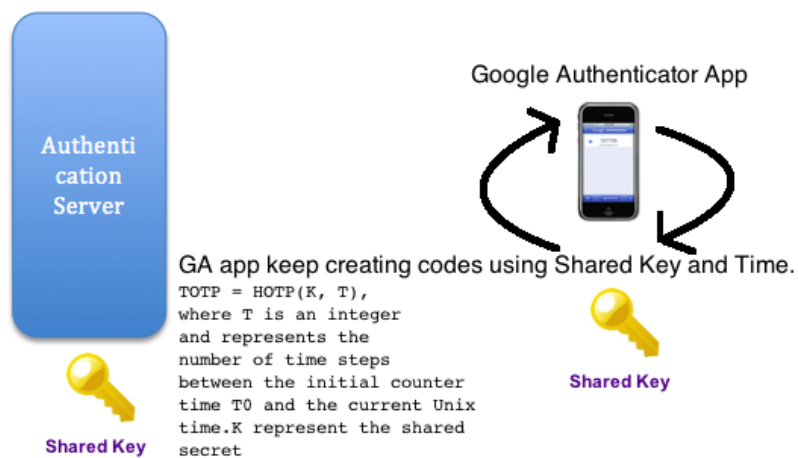 Authenti
cation
Server
Google Authenticator App
GA app keep creating codes using Shared Key and Time.
TOTP = HOTP(K, T),
where T is an integer
and represents the
number of time steps
between the initial counter
time T0 and the current Unix
time.K represent the shared
secret
Shared Key
Shared Key